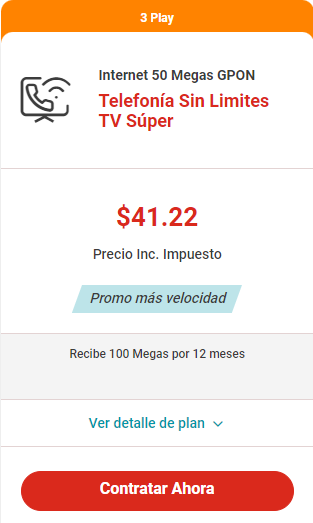 3 Play
Internet 50 Megas GPON
Telefonía Sin Limites
TV Súper
$41.22
Precio Inc. Impuesto
Promo más velocidad
Recibe 100 Megas por 12 meses
Ver detalle de plan
Contratar Ahora